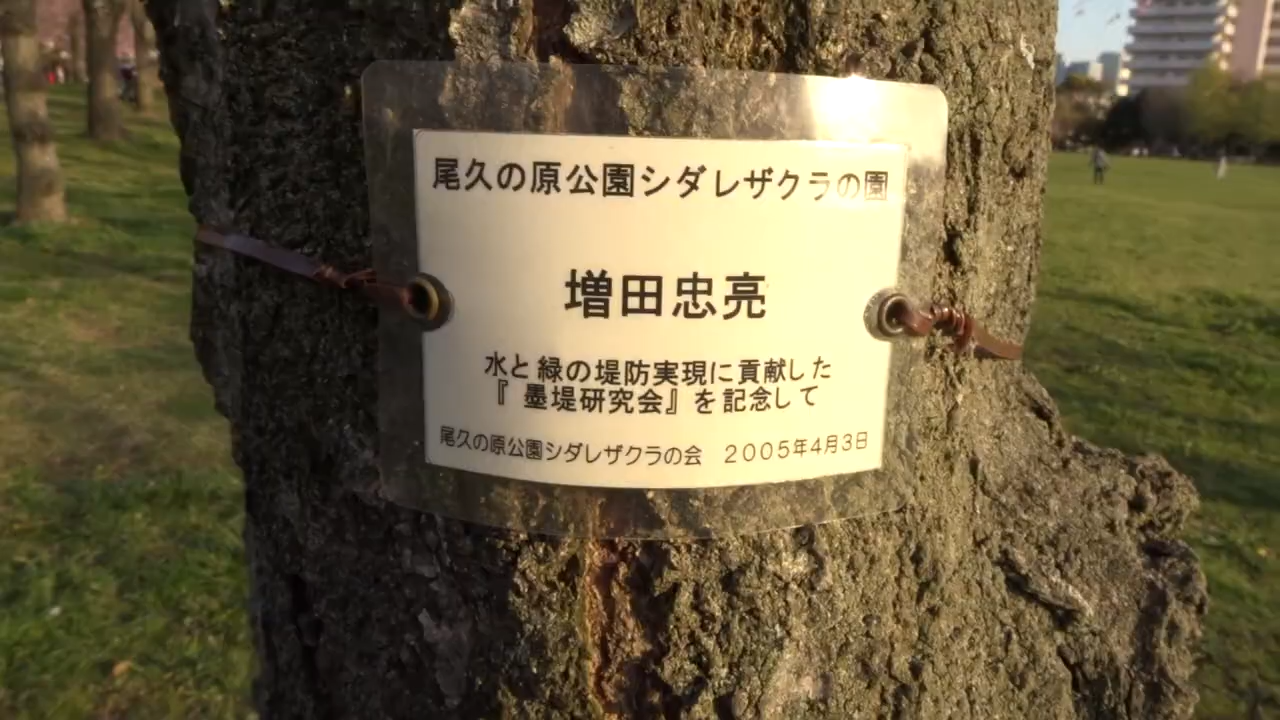 尾久の原公園シダレザクラの園
増田忠亮
水と緑の堤防実現に貢献した
『墨堤研究会』を記念して
尾久の原公園シダレザクラの会 2005年4月3日